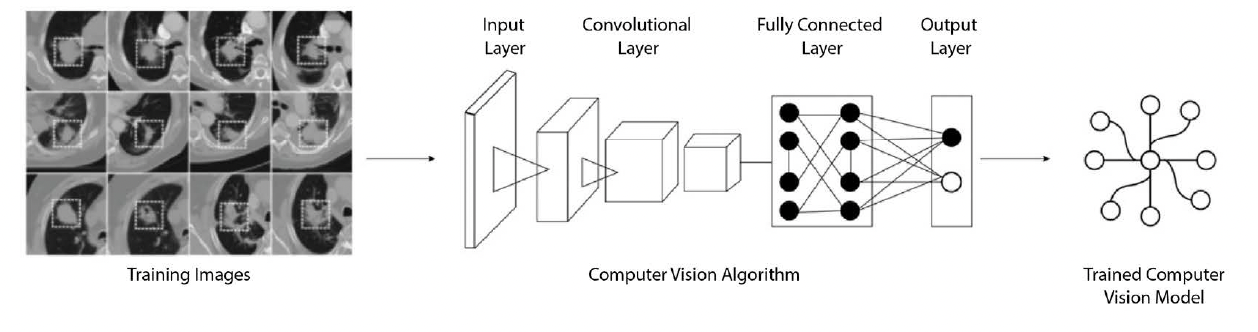 Input
Layer
Convolutional
Layer
Fully Connected
Layer
Output
Layer
Training Images
Computer Vision Algorithm
Trained Computer
Vision Model